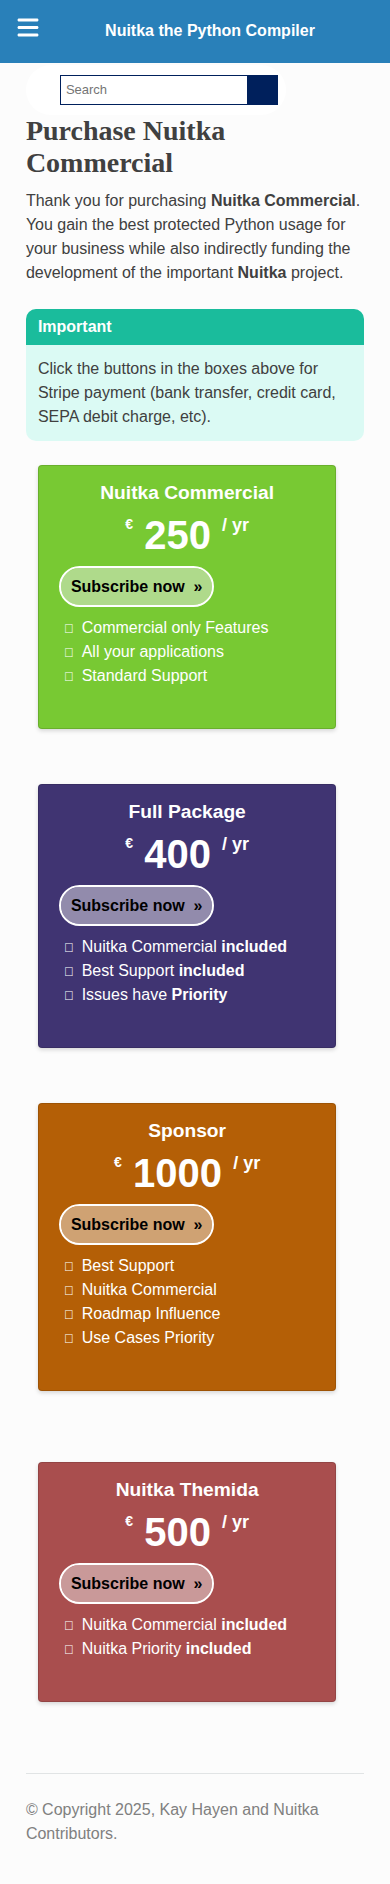 Nuitka the Python Compiler
Search
Purchase Nuitka
Commercial
Thank you for purchasing Nuitka Commercial.
You gain the best protected Python usage for
your business while also indirectly funding the
development of the important Nuitka project.
Important
Click the buttons in the boxes above for
Stripe payment (bank transfer, credit card,
SEPA debit charge, etc).
Nuitka Commercial
€ 250 / yr
Subscribe now »
Commercial only Features
All your applications
Standard Support
Full Package
€ 400 / yr
Subscribe now »
Nuitka Commercial included
Best Support included
Issues have Priority
Sponsor
€ 1000 / yr
Subscribe now »
Best Support
Nuitka Commercial
Roadmap Influence
Use Cases Priority
Nuitka Themida
€ 500 / yr
Subscribe now »
Nuitka Commercial included
Nuitka Priority included
© Copyright 2025, Kay Hayen and Nuitka
Contributors.